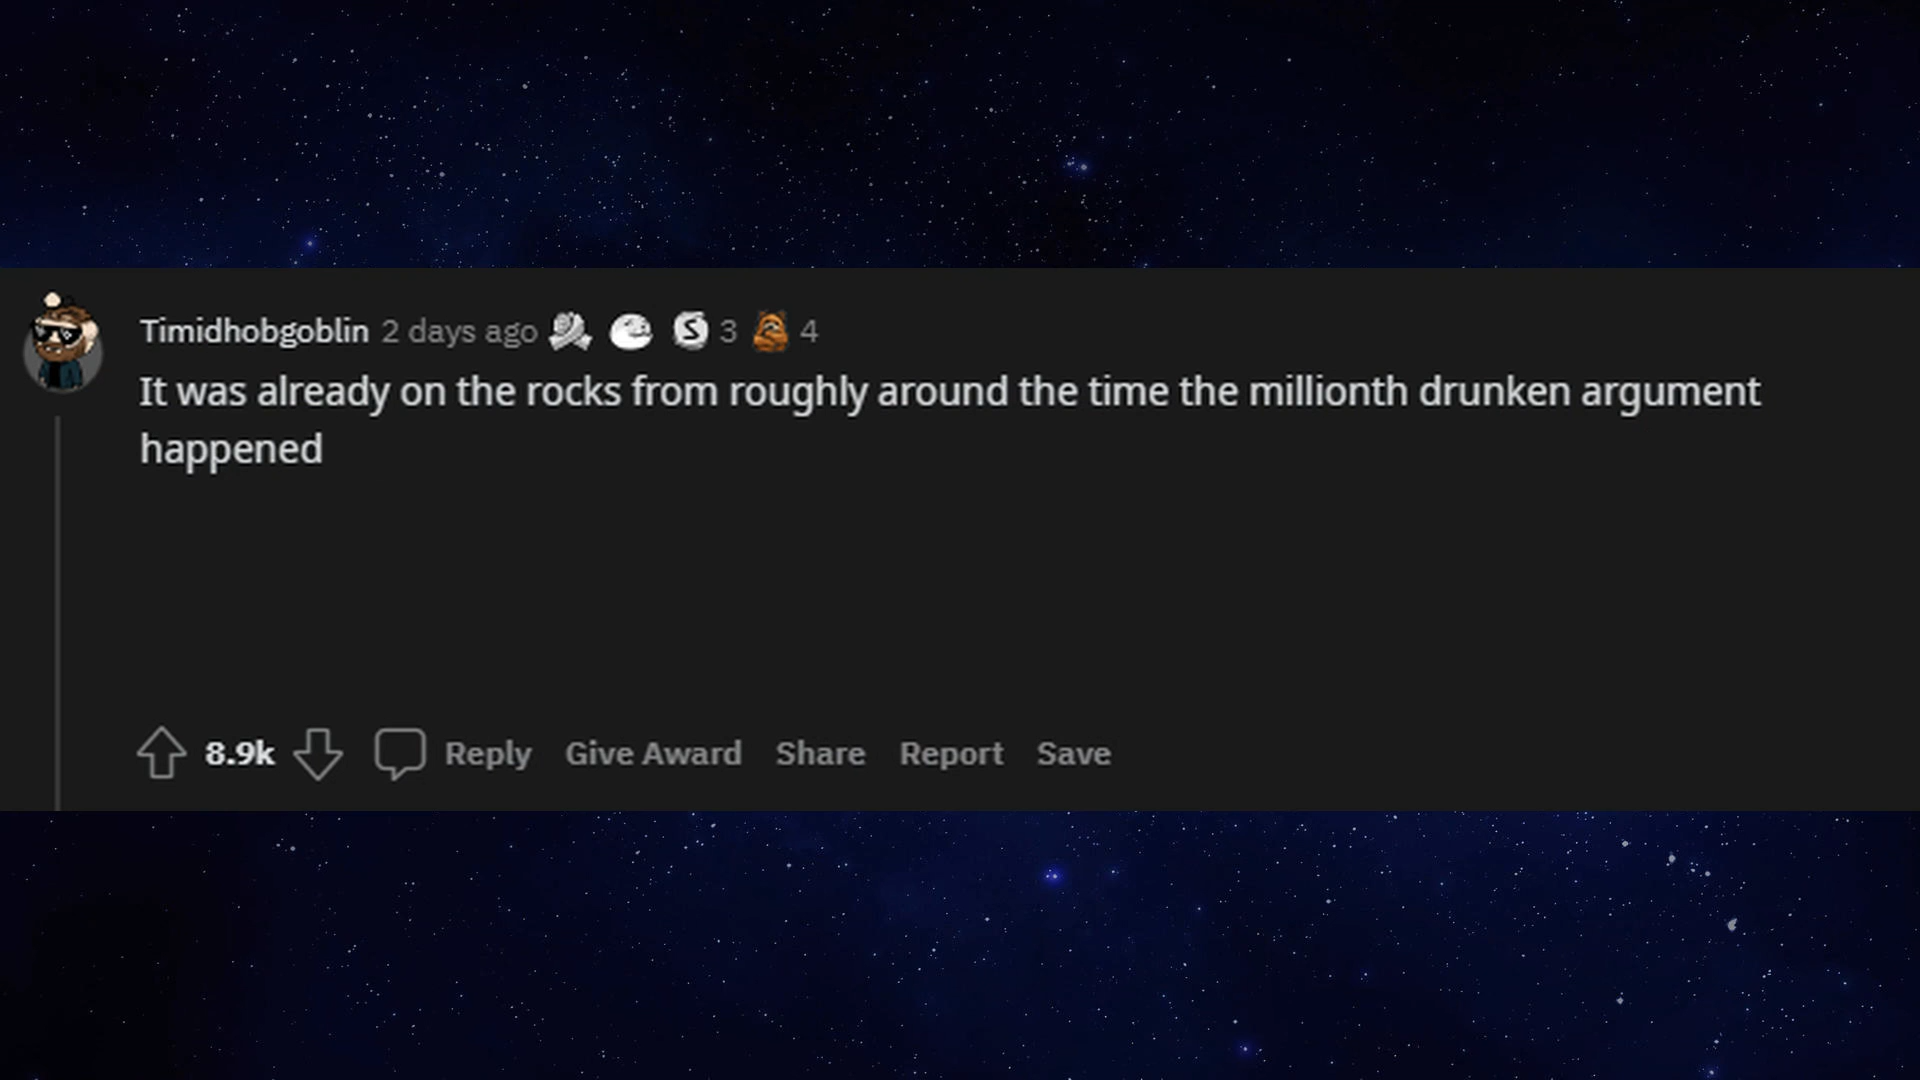 Timidhobgoblin 2 days ago 3 4
It was already on the rocks from roughly around the time the millionth drunken argument
happened
8.9k Reply Give Award Share Report Save